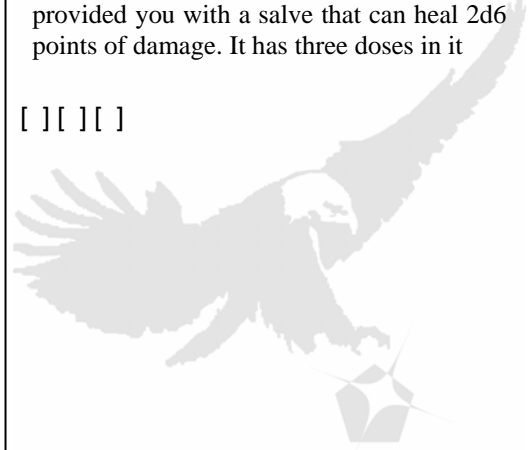 provided you with a salve that can heal 2d6
points of damage. It has three doses in it
[ ] [ ] [ ]